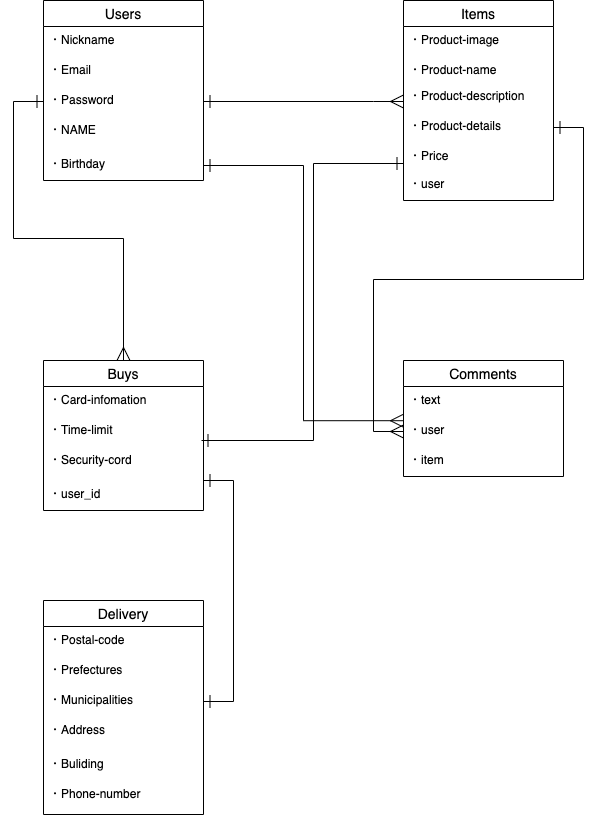 Users
・Nickname
・Email
・Password
・NAME
・Birthday
Items
・Product-image
・Product-name
・Product-description
・Product-details
・Price
・user
Buys
・Card-infomation
・Time-limit
・Security-cord
・user_id
Comments
・text
・user
・item
Delivery
・Postal-code
・Prefectures
・Municipalities
・Address
・Buliding
・Phone-number